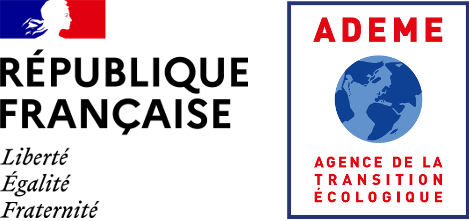 RÉPUBLIQUE
FRANÇAISE
Liberté
Égalité
Fraternité
ADEME
AGENCE DE LA
TRANSITION
ÉCOLOGIQUE